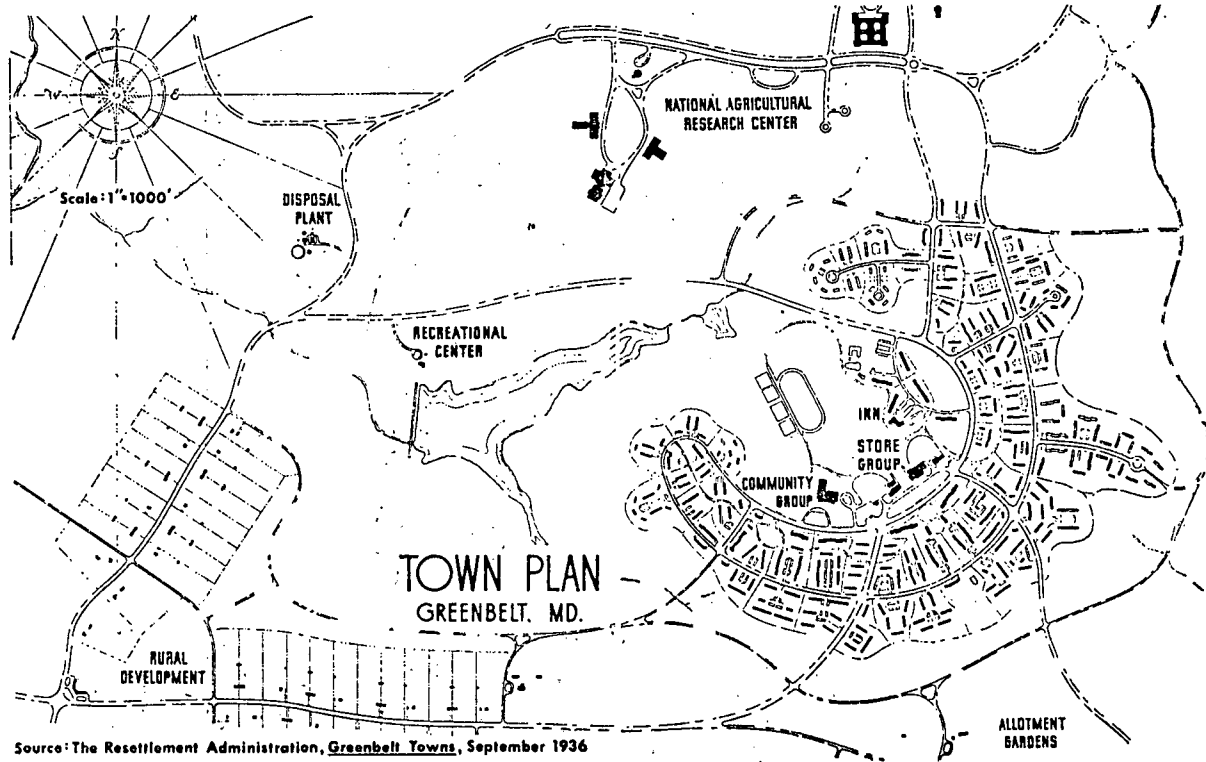 N
W
E
S
Scale: 1"=1000'
NATIONAL AGRICULTURAL
RESEARCH CENTER
DISPOSAL
PLANT
RECREATIONAL
CENTER
INN
STORE
GROUP
COMMUNITY
GROUP
TOWN PLAN
GREENBELT, MD.
RURAL
DEVELOPMENT
ALLOTMENT
GARDENS
Source: The Resettlement Administration, Greenbelt Towns, September 1936